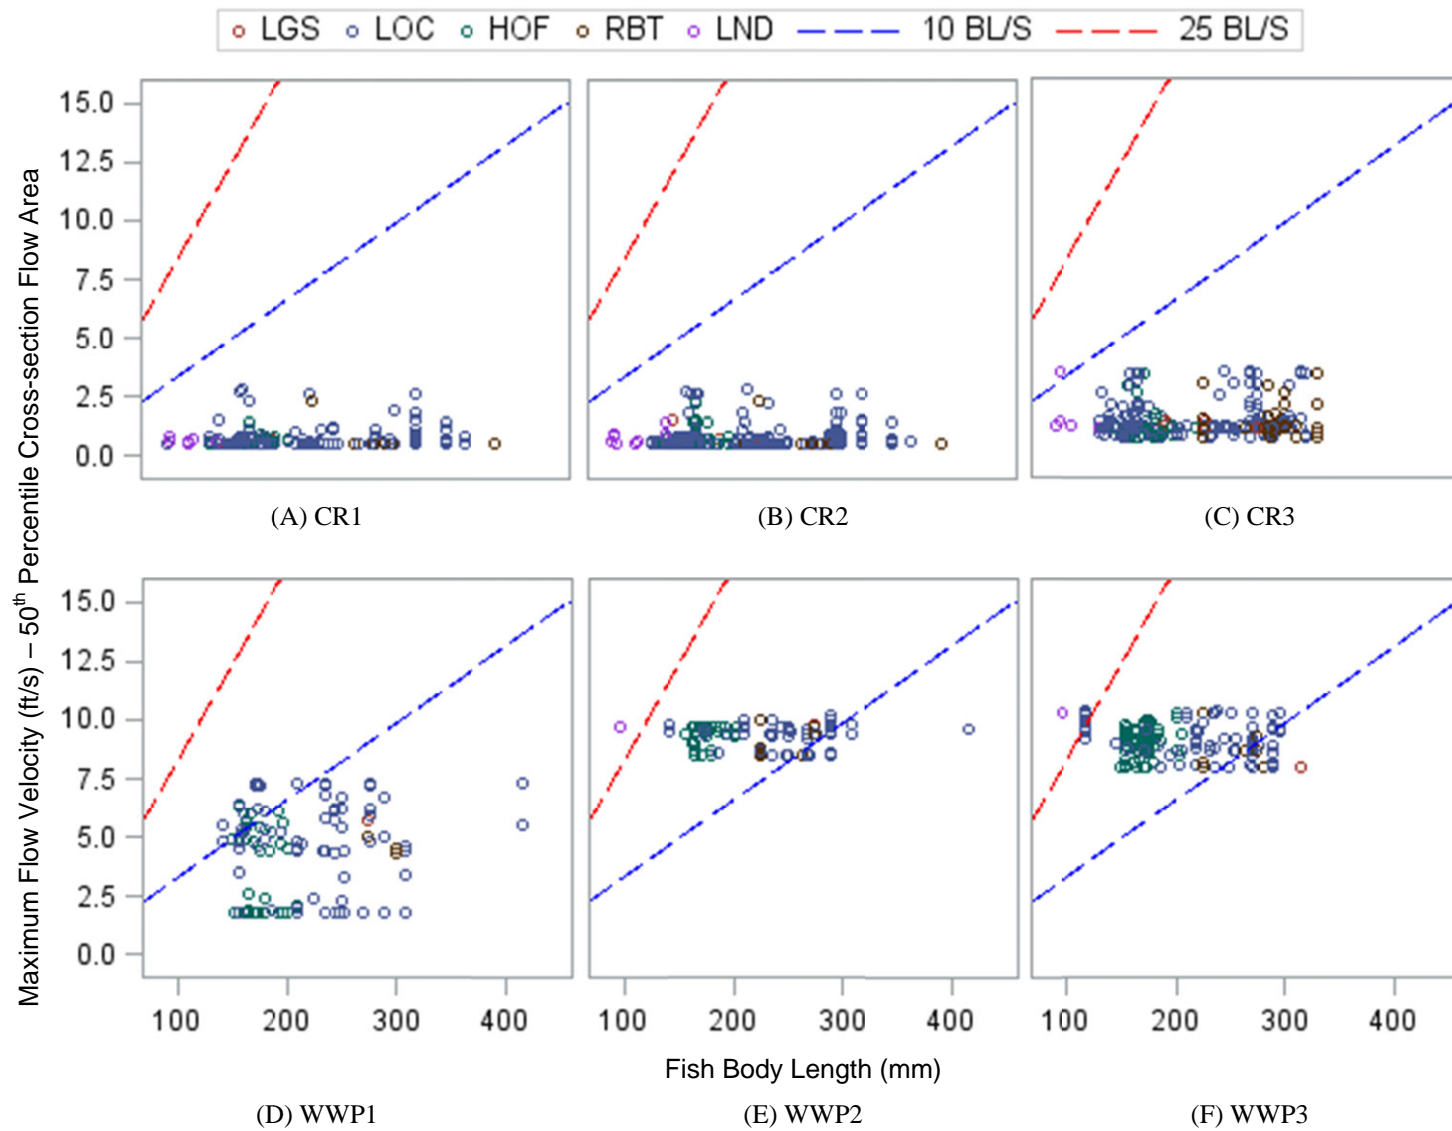 LGS LOC HOF RBT LND 10 BL/S 25 BL/S
Maximum Flow Velocity (ft/s) – 50th Percentile Cross-section Flow Area
15.0
12.5
10.0
7.5
5.0
2.5
0.0
(A) CR1 (B) CR2 (C) CR3
15.0
12.5
10.0
7.5
5.0
2.5
0.0
100 200 300 400 100 200 300 400 100 200 300 400
Fish Body Length (mm)
(D) WWP1 (E) WWP2 (F) WWP3